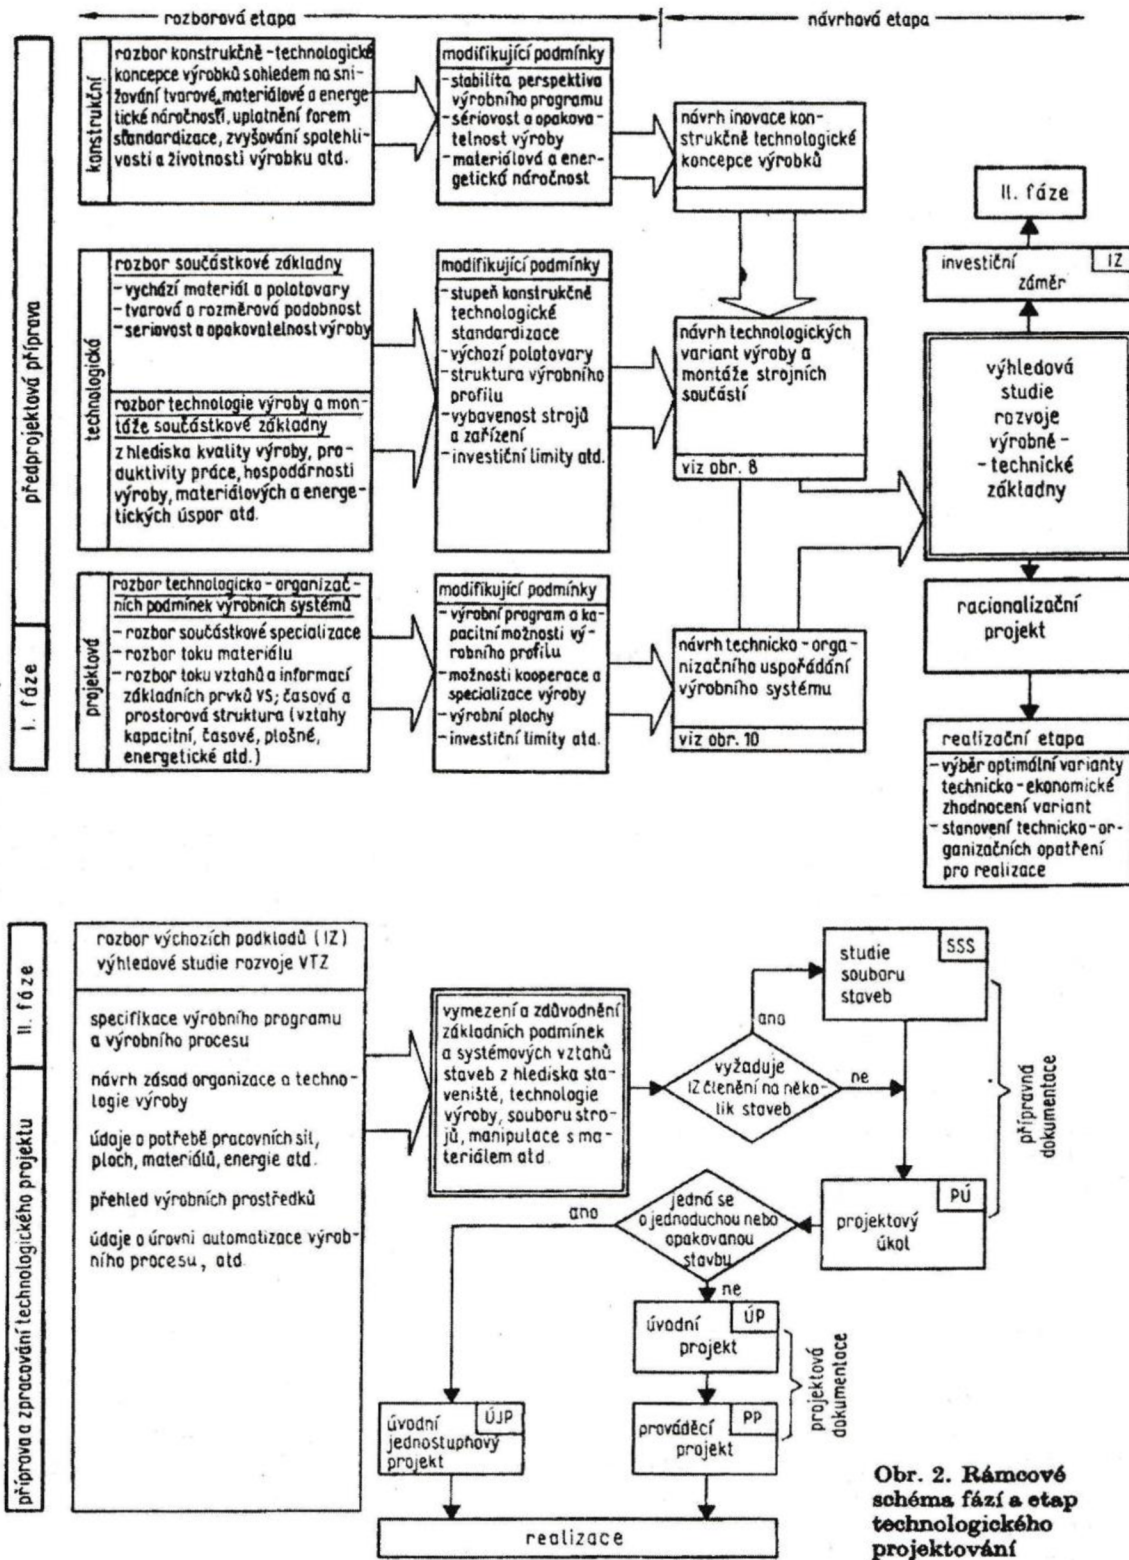 rozborová etapa
návrhová etapa
předprojektová příprava
I. fáze
konstrukční
rozbor konstrukčně-technologické
koncepce výrobků s ohledem na sni-
žování tvarové, materiálové a energe
tické náročnosti, uplatnění forem
standardizace, zvyšování spolehli-
vosti a životnosti výrobku atd.
modifikující podmínky
- stabilita perspektiva
výrobního programu
- sériovost a opakova-
telnost výroby
- materiálová a ener-
getická náročnost
návrh inovace kon-
strukčně technologické
koncepce výrobků
technologická
rozbor součástkové základny
- vychází materiál a polotovary
- tvarová a rozměrová podobnost
- seriovost a opakovatelnost výroby
rozbor technologie výroby a mon-
táže součástkové základny
z hlediska kvality výroby, pro-
duktivity práce, hospodárnosti
výroby, materiálových a energe-
tických úspor atd.
modifikující podmínky
- stupeň konstrukčně
technologické
standardizace
- výchozí polotovary
- struktura výrobního
profilu
- vybavenost strojů
a zařízení
- investiční limity atd.
návrh technologických
variant výroby a
montáže strojních
součástí
viz obr. 8
II. fáze
IZ
investiční
záměr
výhledová
studie
rozvoje
výrobně-
-technické
základny
racionalizační
projekt
realizační etapa
- výběr optimální varianty
technicko-ekonomické
zhodnocení variant
- stanovení technicko-or-
ganizačních opatření
pro realizace
projektová
rozbor technologicko-organizač-
ních podmínek výrobních systémů
- rozbor součástkové specializace
- rozbor toku materiálu
- rozbor toku vztahů a informací
základních prvků VS; časová a
prostorová struktura (vztahy
kapacitní, časové, plošné,
energetické atd.)
modifikující podmínky
- výrobní program a ka-
pacitní možnosti vý-
robního profilu
- možnosti kooperace a
specializace výroby
- výrobní plochy
- investiční limity atd.
návrh technicko-orga-
nizačního uspořádání
výrobního systému
viz obr. 10
II. fáze
příprava a zpracování technologického projektu
rozbor výchozích podkladů (IZ)
výhledové studie rozvoje VTZ
specifikace výrobního programu
a výrobního procesu
návrh zásad organizace a techno-
logie výroby
údaje o potřebě pracovních sil,
ploch, materiálů, energie atd.
přehled výrobních prostředků
údaje o úrovni automatizace výrob-
ního procesu, atd.
vymezení a zdůvodnění
základních podmínek
a systémových vztahů
staveb z hlediska sta-
veniště, technologie
výroby, souboru stro-
jů, manipulace s ma-
teriálem atd.
vyžaduje
IZ členění na něko-
lik staveb
ano
ne
SSS
studie
souboru
staveb
přípravná
dokumentace
PÚ
projektový
úkol
jedná se
o jednoduchou nebo
opakovanou
stavbu
ano
ne
ÚP
úvodní
projekt
PP
prováděcí
projekt
projektová
dokumentace
ÚJP
úvodní
jednostupňový
projekt
realizace
Obr. 2. Rámcové
schéma fází a etap
technologického
projektování